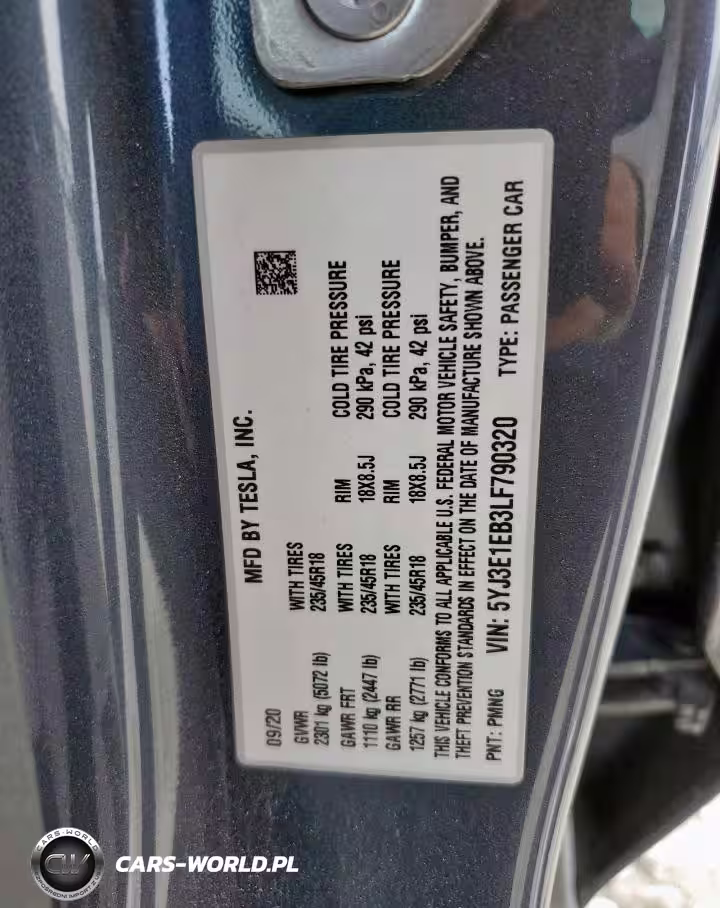 MFD BY TESLA, INC.
09/20
GVWR WITH TIRES
2301 kg (5072 lb) 235/45R18
GAWR FRT WITH TIRES RIM COLD TIRE PRESSURE
1110 kg (2447 lb) 235/45R18 18X8.5J 290 kPa, 42 psi
GAWR RR WITH TIRES RIM COLD TIRE PRESSURE
1257 kg (2771 lb) 235/45R18 18X8.5J 290 kPa, 42 psi
THIS VEHICLE CONFORMS TO ALL APPLICABLE U.S. FEDERAL MOTOR VEHICLE SAFETY, BUMPER, AND
THEFT PREVENTION STANDARDS IN EFFECT ON THE DATE OF MANUFACTURE SHOWN ABOVE.
PNT: PMNG VIN: 5YJ3E1EB3LF790320 TYPE: PASSENGER CAR
CARS-WORLD
CW
CARS-WORLD.PL